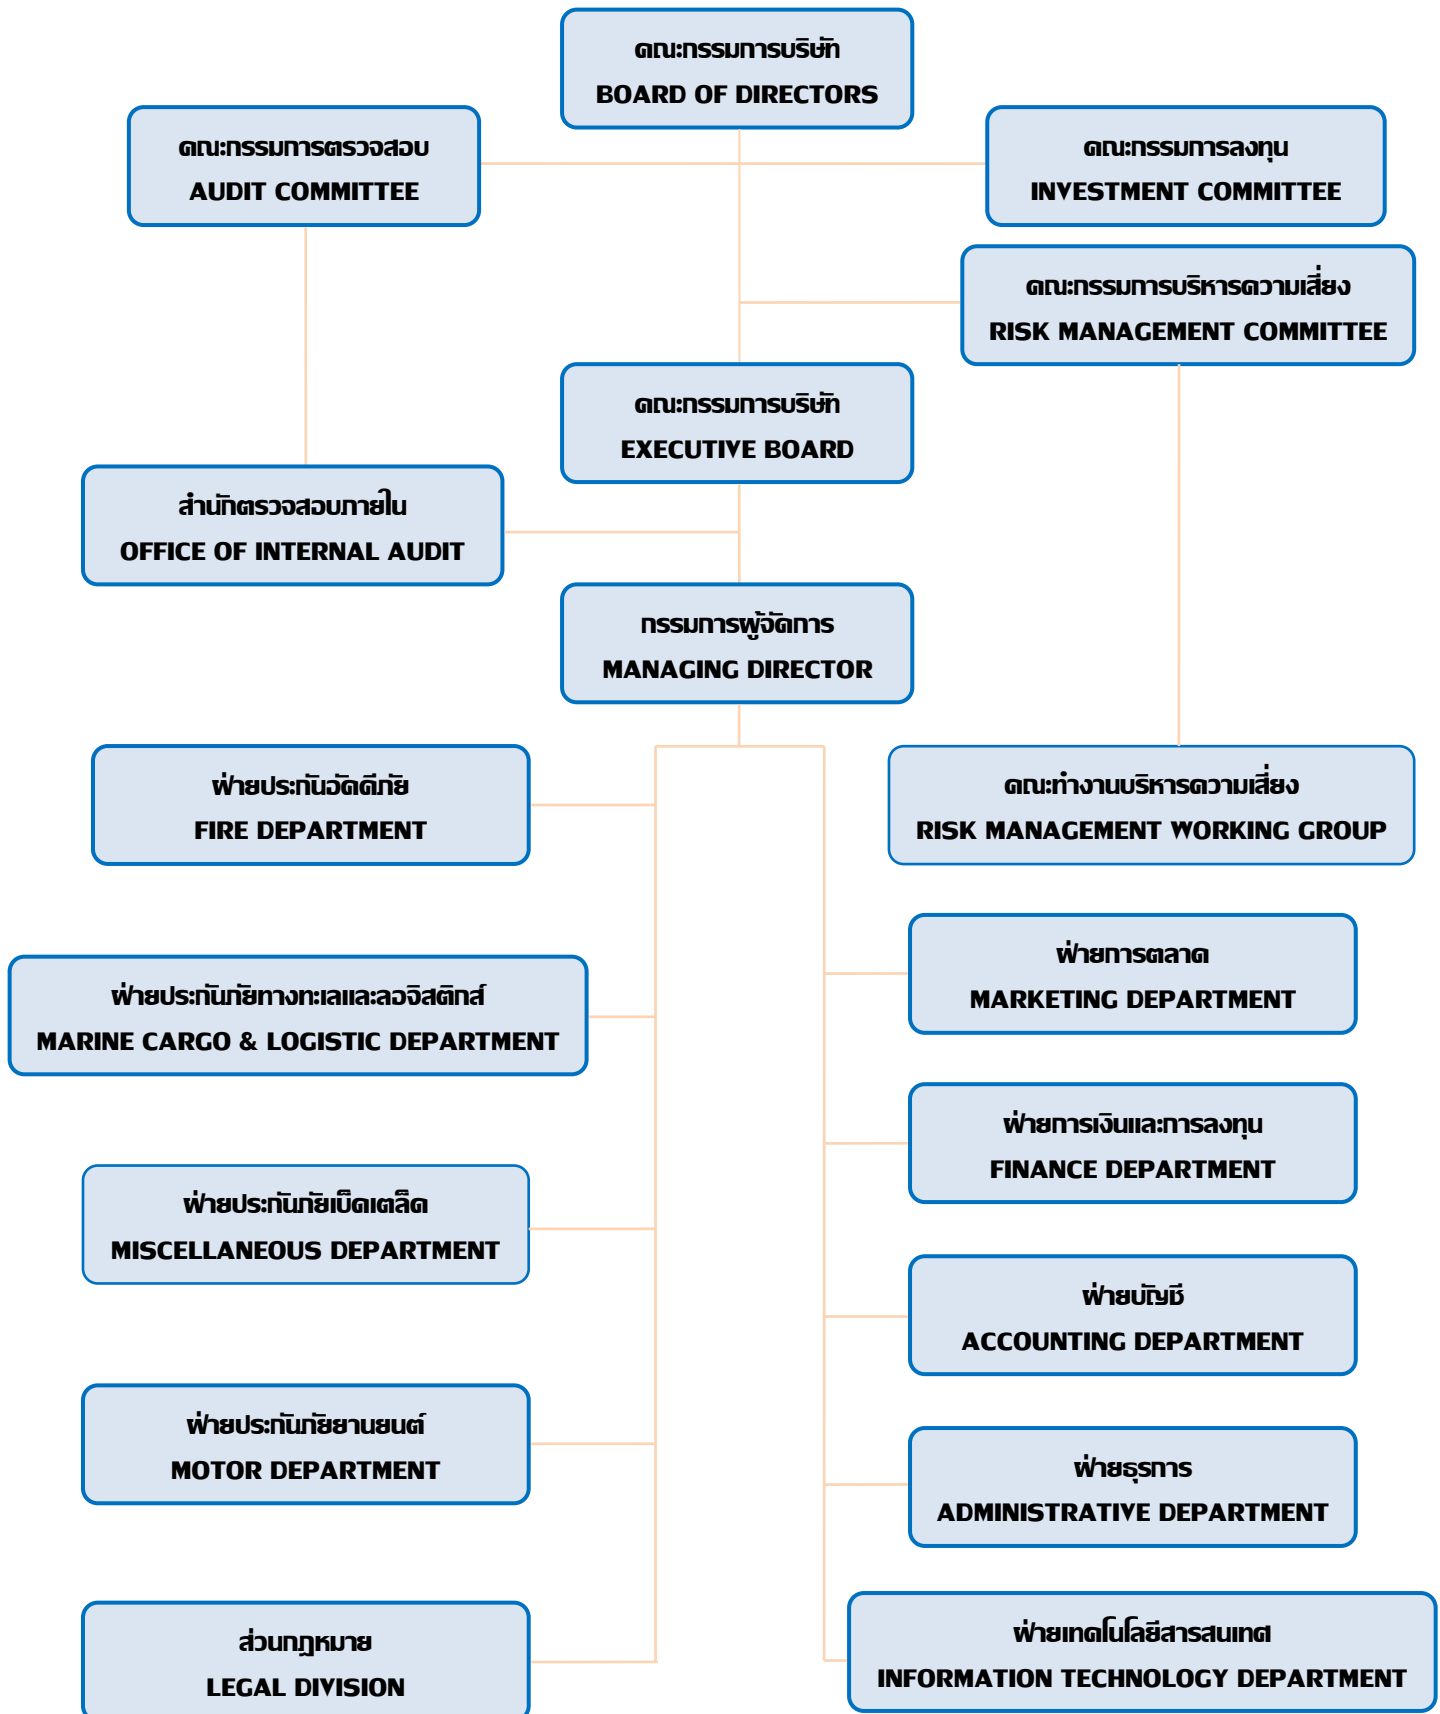 คณะกรรมการบริษัท
BOARD OF DIRECTORS
คณะกรรมการตรวจสอบ
AUDIT COMMITTEE
คณะกรรมการลงทุน
INVESTMENT COMMITTEE
คณะกรรมการบริหารความเสี่ยง
RISK MANAGEMENT COMMITTEE
คณะกรรมการบริษัท
EXECUTIVE BOARD
สำนักตรวจสอบภายใน
OFFICE OF INTERNAL AUDIT
กรรมการผู้จัดการ
MANAGING DIRECTOR
ฝ่ายประกันอัคคีภัย
FIRE DEPARTMENT
คณะทำงานบริหารความเสี่ยง
RISK MANAGEMENT WORKING GROUP
ฝ่ายการตลาด
MARKETING DEPARTMENT
ฝ่ายประกันภัยทางทะเลและลอจิสติกส์
MARINE CARGO & LOGISTIC DEPARTMENT
ฝ่ายการเงินและการลงทุน
FINANCE DEPARTMENT
ฝ่ายประกันภัยเบ็ดเตล็ด
MISCELLANEOUS DEPARTMENT
ฝ่ายบัญชี
ACCOUNTING DEPARTMENT
ฝ่ายประกันภัยยานยนต์
MOTOR DEPARTMENT
ฝ่ายธุรการ
ADMINISTRATIVE DEPARTMENT
ส่วนกฎหมาย
LEGAL DIVISION
ฝ่ายเทคโนโลยีสารสนเทศ
INFORMATION TECHNOLOGY DEPARTMENT